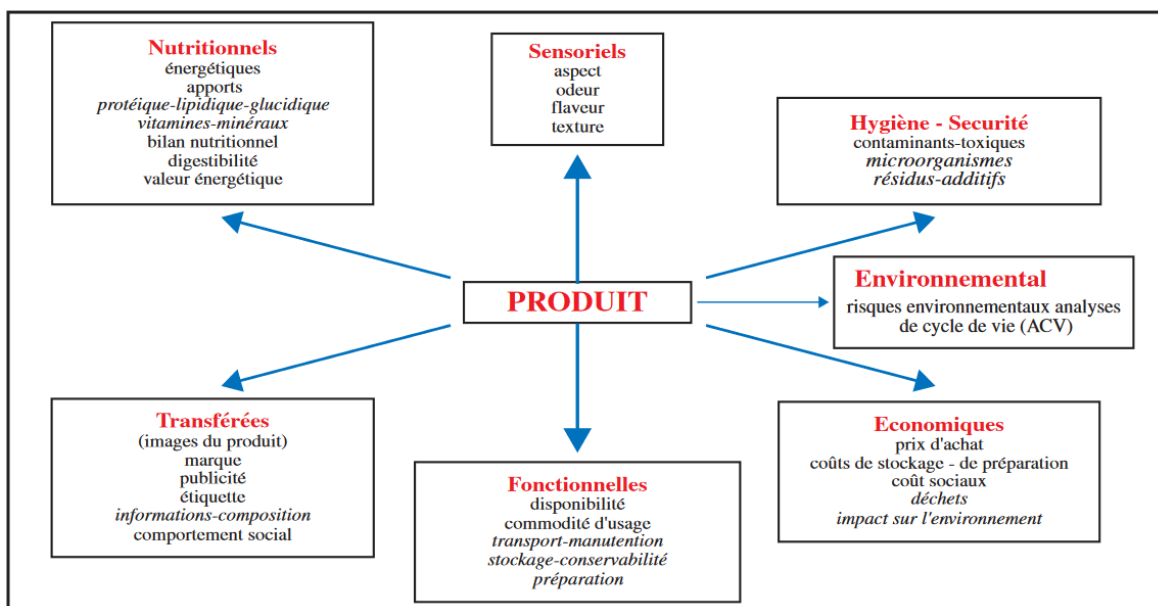 Nutritionnels
énergétiques
apports
protéique-lipidique-glucidique
vitamines-minéraux
bilan nutritionnel
digestibilité
valeur énergétique
Sensoriels
aspect
odeur
flaveur
texture
Hygiène - Securité
contaminants-toxiques
microorganismes
résidus-additifs
PRODUIT
Environnemental
risques environnementaux analyses
de cycle de vie (ACV)
Transférées
(images du produit)
marque
publicité
étiquette
informations-composition
comportement social
Fonctionnelles
disponibilité
commodité d'usage
transport-manutention
stockage-conservabilité
préparation
Economiques
prix d'achat
coûts de stockage - de préparation
coût sociaux
déchets
impact sur l'environnement